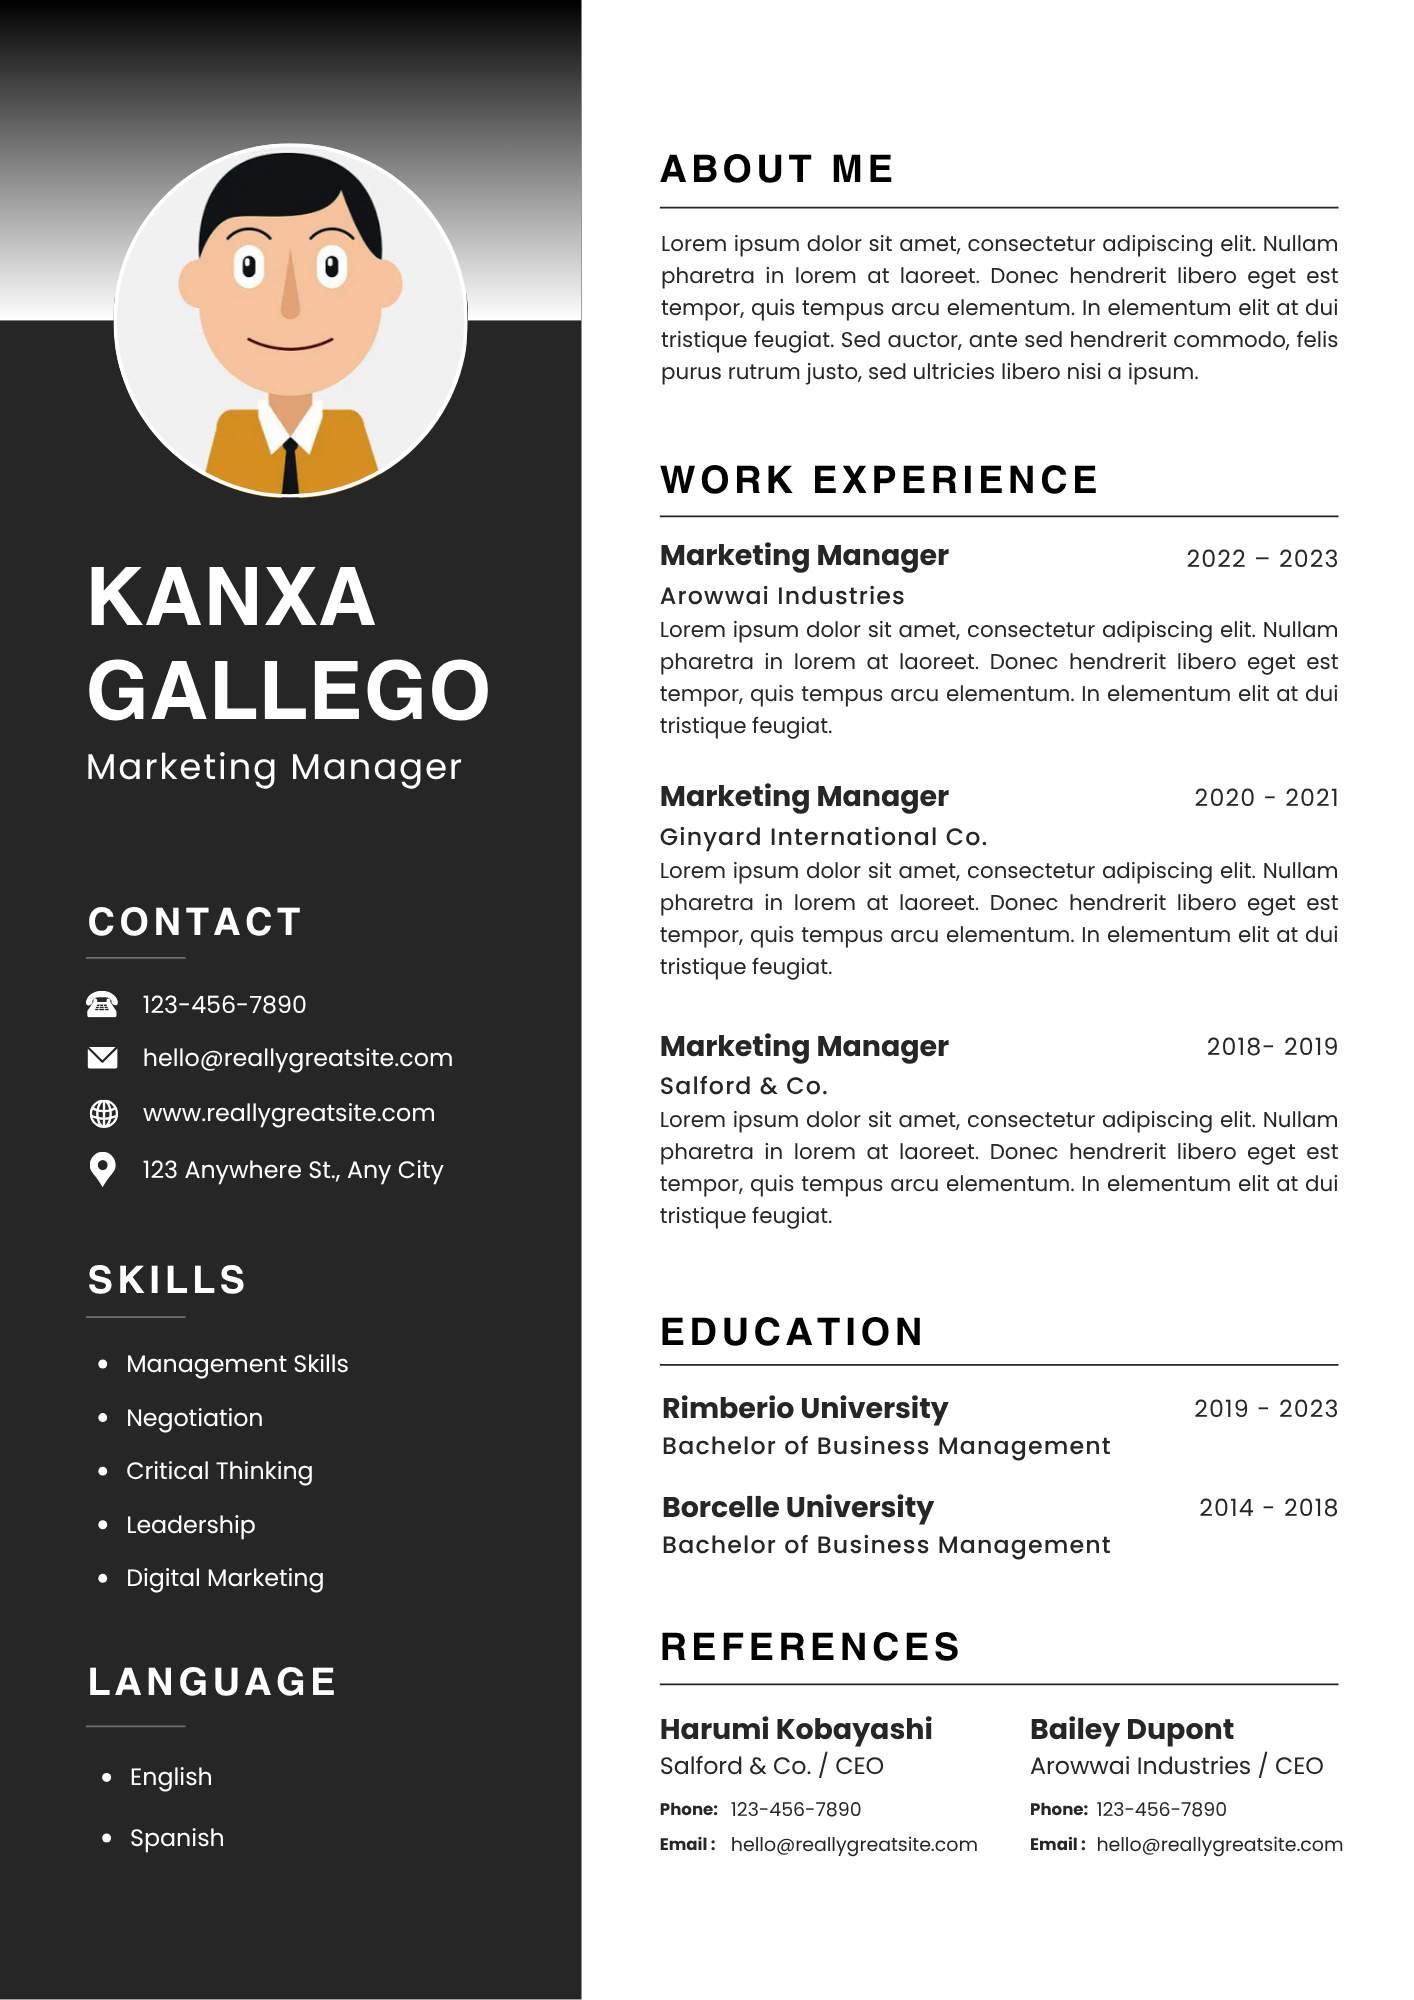 KANXA
GALLEGO
Marketing Manager
CONTACT
123-456-7890
hello@reallygreatsite.com
www.reallygreatsite.com
123 Anywhere St., Any City
SKILLS
• Management Skills
• Negotiation
• Critical Thinking
• Leadership
• Digital Marketing
LANGUAGE
• English
• Spanish
ABOUT ME
Lorem ipsum dolor sit amet, consectetur adipiscing elit. Nullam
pharetra in lorem at laoreet. Donec hendrerit libero eget est
tempor, quis tempus arcu elementum. In elementum elit at dui
tristique feugiat. Sed auctor, ante sed hendrerit commodo, felis
purus rutrum justo, sed ultricies libero nisi a ipsum.
WORK EXPERIENCE
Marketing Manager 2022 – 2023
Arowwai Industries
Lorem ipsum dolor sit amet, consectetur adipiscing elit. Nullam
pharetra in lorem at laoreet. Donec hendrerit libero eget est
tempor, quis tempus arcu elementum. In elementum elit at dui
tristique feugiat.
Marketing Manager 2020 - 2021
Ginyard International Co.
Lorem ipsum dolor sit amet, consectetur adipiscing elit. Nullam
pharetra in lorem at laoreet. Donec hendrerit libero eget est
tempor, quis tempus arcu elementum. In elementum elit at dui
tristique feugiat.
Marketing Manager 2018- 2019
Salford & Co.
Lorem ipsum dolor sit amet, consectetur adipiscing elit. Nullam
pharetra in lorem at laoreet. Donec hendrerit libero eget est
tempor, quis tempus arcu elementum. In elementum elit at dui
tristique feugiat.
EDUCATION
Rimberio University 2019 - 2023
Bachelor of Business Management
Borcelle University 2014 - 2018
Bachelor of Business Management
REFERENCES
Harumi Kobayashi
Salford & Co. / CEO
Phone: 123-456-7890
Email : hello@reallygreatsite.com
Bailey Dupont
Arowwai Industries / CEO
Phone: 123-456-7890
Email : hello@reallygreatsite.com